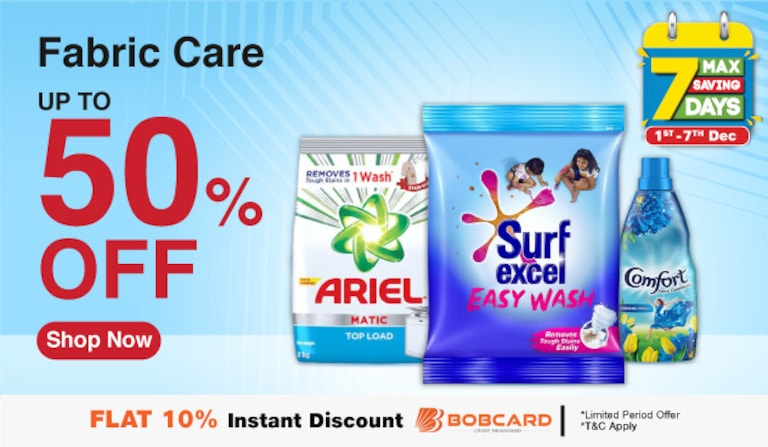 Fabric Care
UP TO
50%
OFF
Shop Now
7
MAX
SAVING
DAYS
1ST - 7TH Dec
REMOVES 1 Wash
Tough Stains in
ARIEL
MATIC
TOP LOAD
Surf
excel
EASY WASH
Removes
Tough Stains
Easily
Comfort
FLAT 10% Instant Discount BOBCARD
*Limited Period Offer
*T&C Apply